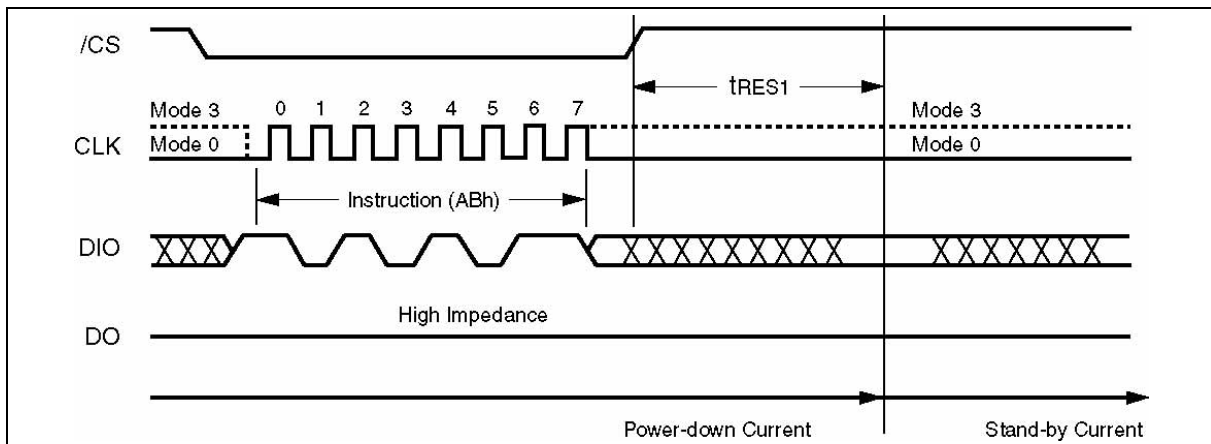 /CS
tRES1
Mode 3 0 1 2 3 4 5 6 7 Mode 3
CLK Mode 0 Mode 0
Instruction (ABh)
DIO
High Impedance
DO
Power-down Current Stand-by Current